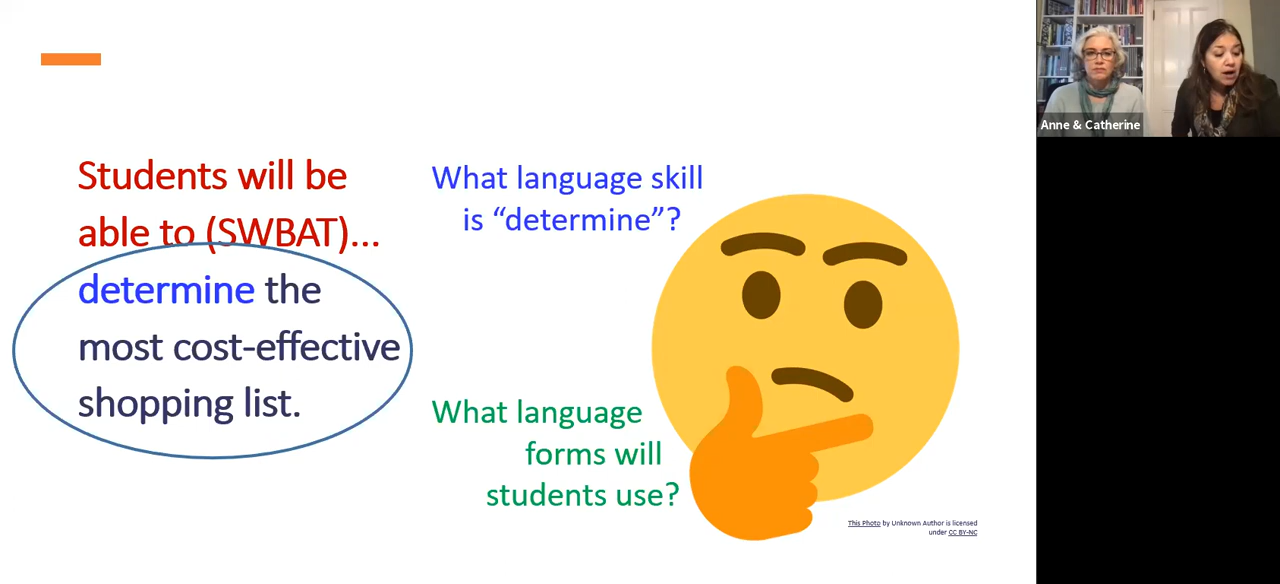 Students will be
able to (SWBAT)...
determine the
most cost-effective
shopping list.
What language skill
is “determine”?
What language
forms will
students use?
This Photo by Unknown Author is licensed
under CC BY-NC
Anne & Catherine